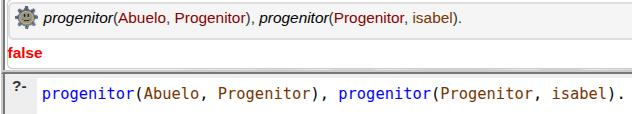 progenitor(Abuelo, Progenitor), progenitor(Progenitor, isabel).
false
?- progenitor(Abuelo, Progenitor), progenitor(Progenitor, isabel).